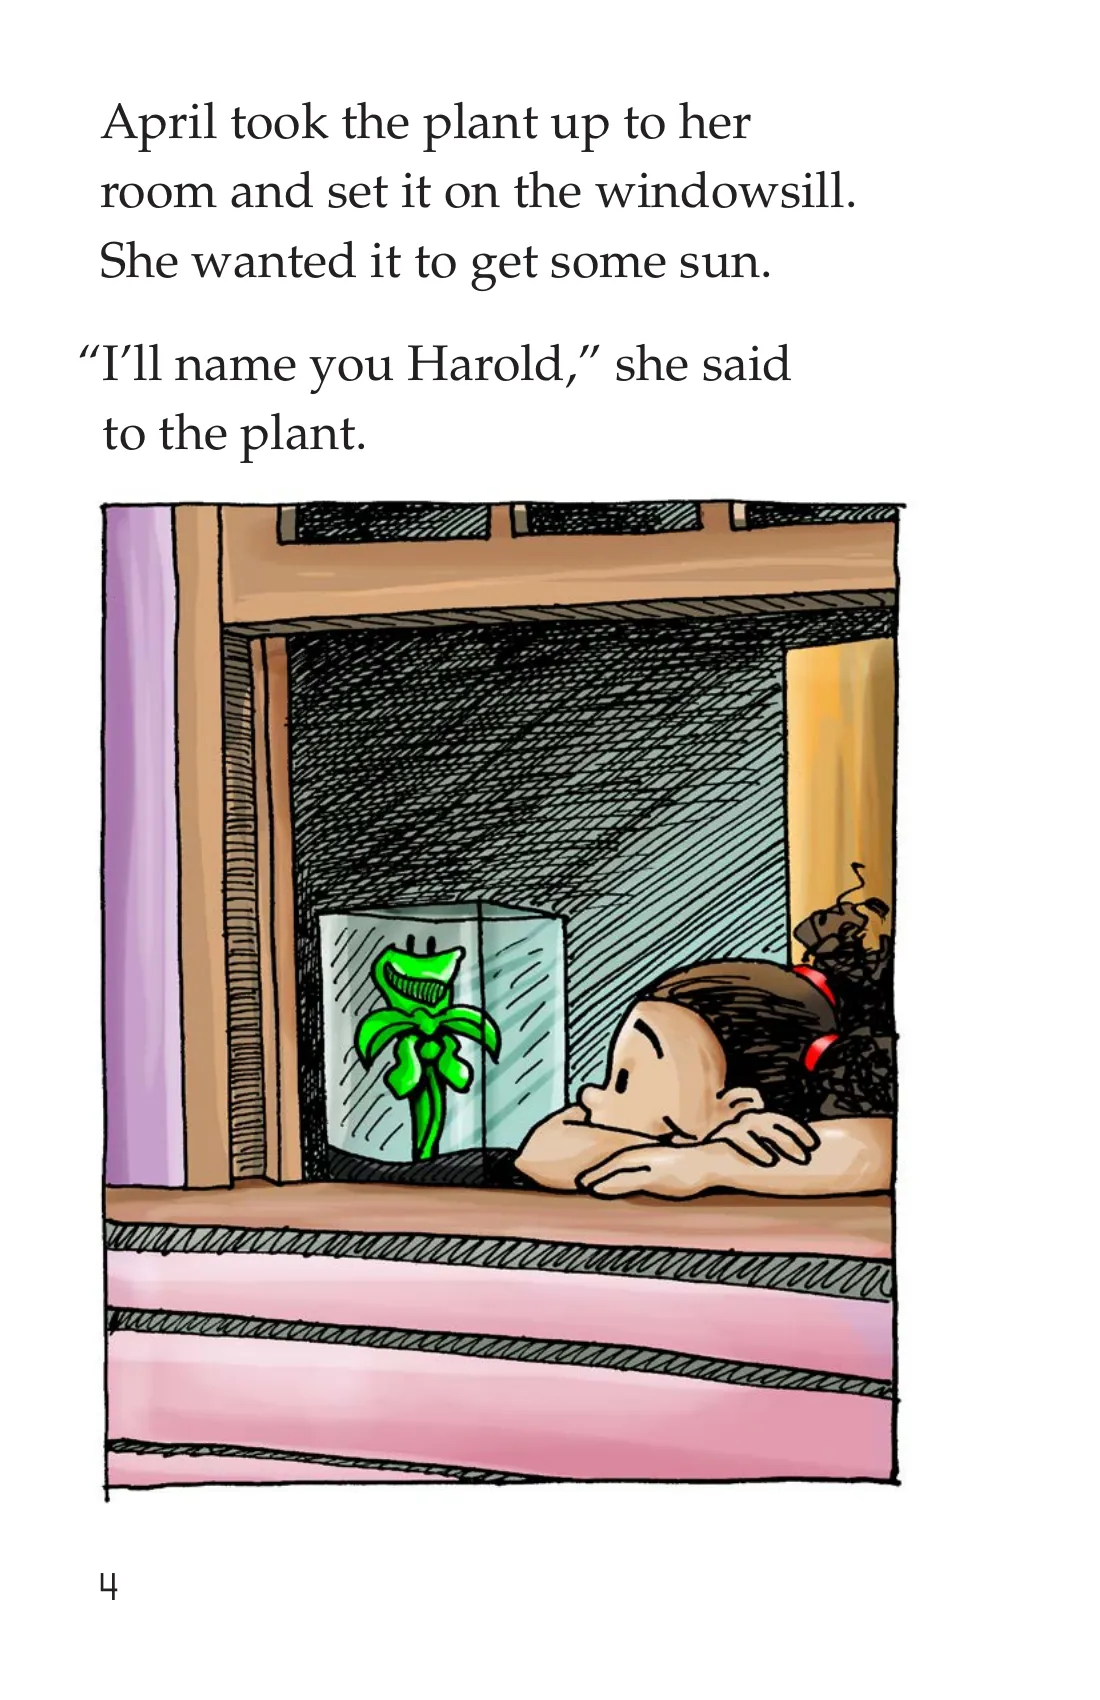 April took the plant up to her
room and set it on the windowsill.
She wanted it to get some sun.
“I’ll name you Harold,” she said
to the plant.
4